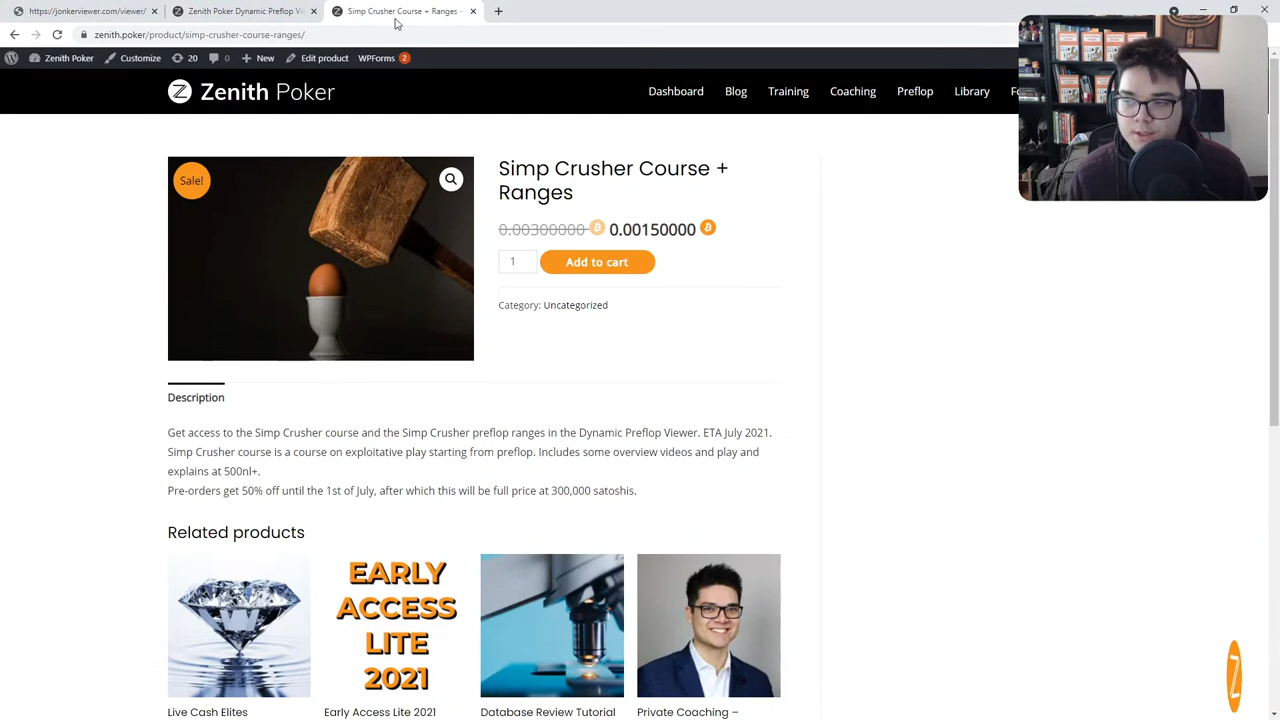 https://jonkerviewer.com/viewer/
Zenith Poker Dynamic Preflop Vi
Simp Crusher Course + Ranges -
zenith.poker/product/simp-crusher-course-ranges/
Zenith Poker Customize 20 0 New Edit product WPForms 2
Zenith Poker
Dashboard Blog Training Coaching Preflop Library
Sale!
Simp Crusher Course +
Ranges
0.00300000 0.00150000
1 Add to cart
Category: Uncategorized
Description
Get access to the Simp Crusher course and the Simp Crusher preflop ranges in the Dynamic Preflop Viewer. ETA July 2021.
Simp Crusher course is a course on exploitative play starting from preflop. Includes some overview videos and play and
explains at 500nl+.
Pre-orders get 50% off until the 1st of July, after which this will be full price at 300,000 satoshis.
Related products
EARLY
ACCESS
LITE
2021
Live Cash Elites
Early Access Lite 2021
Database Review Tutorial
Private Coaching –